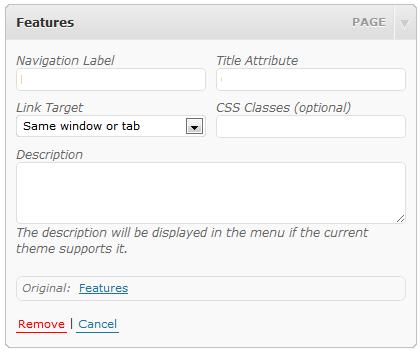 Features PAGE
Navigation Label Title Attribute
Link Target CSS Classes (optional)
Same window or tab
Description
The description will be displayed in the menu if the current
theme supports it.
Original: Features
Remove | Cancel